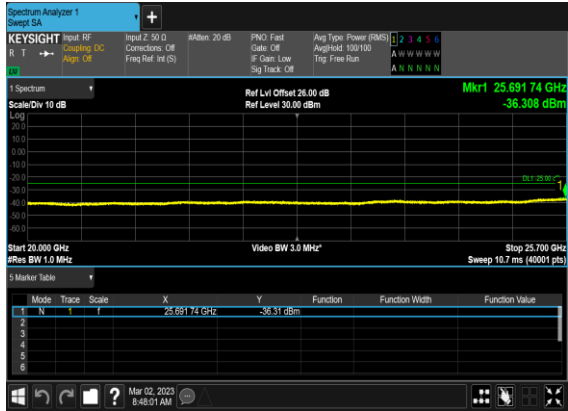 Spectrum Analyzer 1
Swept SA
+
KEYSIGHT Input: RF Input Z: 50 Ω #Atten: 20 dB PNO: Fast Avg Type: Power (RMS) 1 2 3 4 5 6
R T Coupling: DC Corrections: Off Gate: Off Avg|Hold: 100/100 A W W W W W
Align: Off Freq Ref: Int (S) IF Gain: Low Trig: Free Run
Sig Track: Off A N N N N N
LU
1 Spectrum
Scale/Div 10 dB
Ref Lvl Offset 26.00 dB
Ref Level 30.00 dBm
Mkr1 25.691 74 GHz
-36.308 dBm
Log
20.0
10.0
0.00
-10.0
-20.0
DL1 -25.00
-30.0
1
-40.0
-50.0
-60.0
Start 20.000 GHz Video BW 3.0 MHz* Stop 25.700 GHz
#Res BW 1.0 MHz Sweep 10.7 ms (40001 pts)
5 Marker Table
Mode Trace Scale X Y Function Function Width Function Value
1 N 1 f 25.691 74 GHz -36.31 dBm
2
3
4
5
6
?
Mar 02, 2023
8:48:01 AM